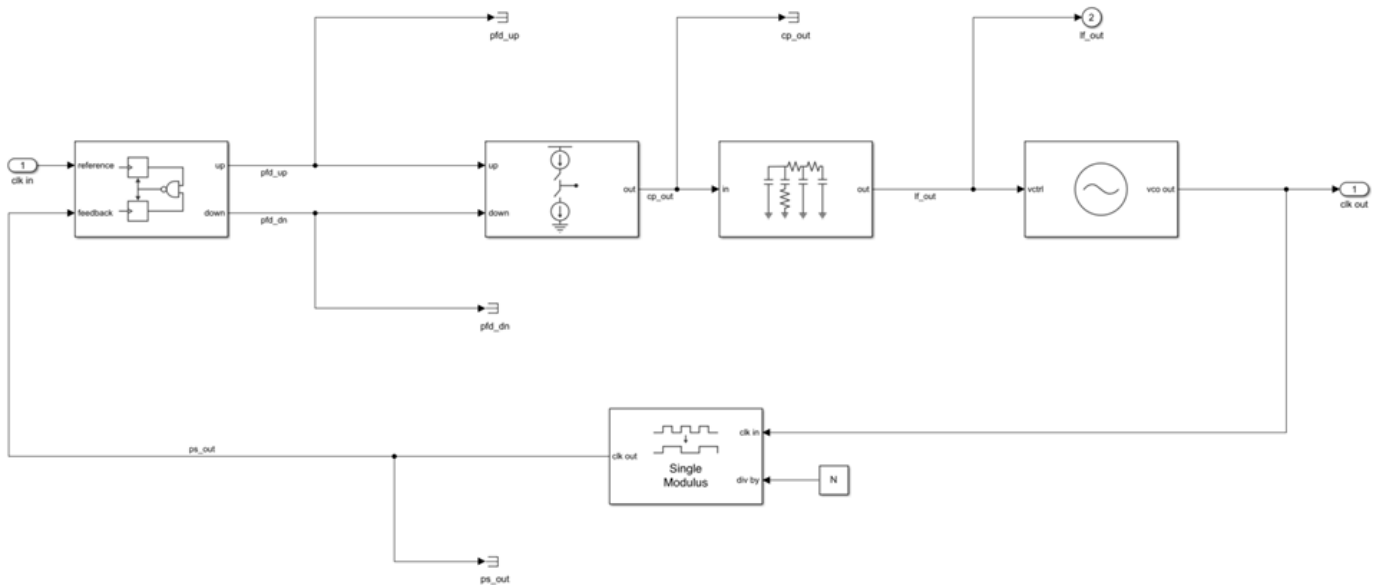 2
pfd_up
cp_out
lf_out
1
clk in
reference
feedback
up
down
pfd_up
pfd_dn
up
down
out
cp_out
in
out
lf_out
vctrl
vco out
1
clk out
pfd_dn
ps_out
clk out
Single
Modulus
clk in
div by
N
ps_out